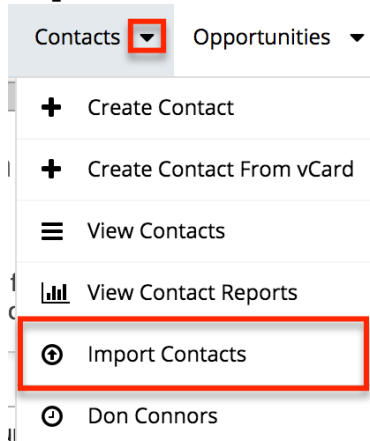 Contacts Opportunities
Create Contact
Create Contact From vCard
View Contacts
View Contact Reports
Import Contacts
Don Connors